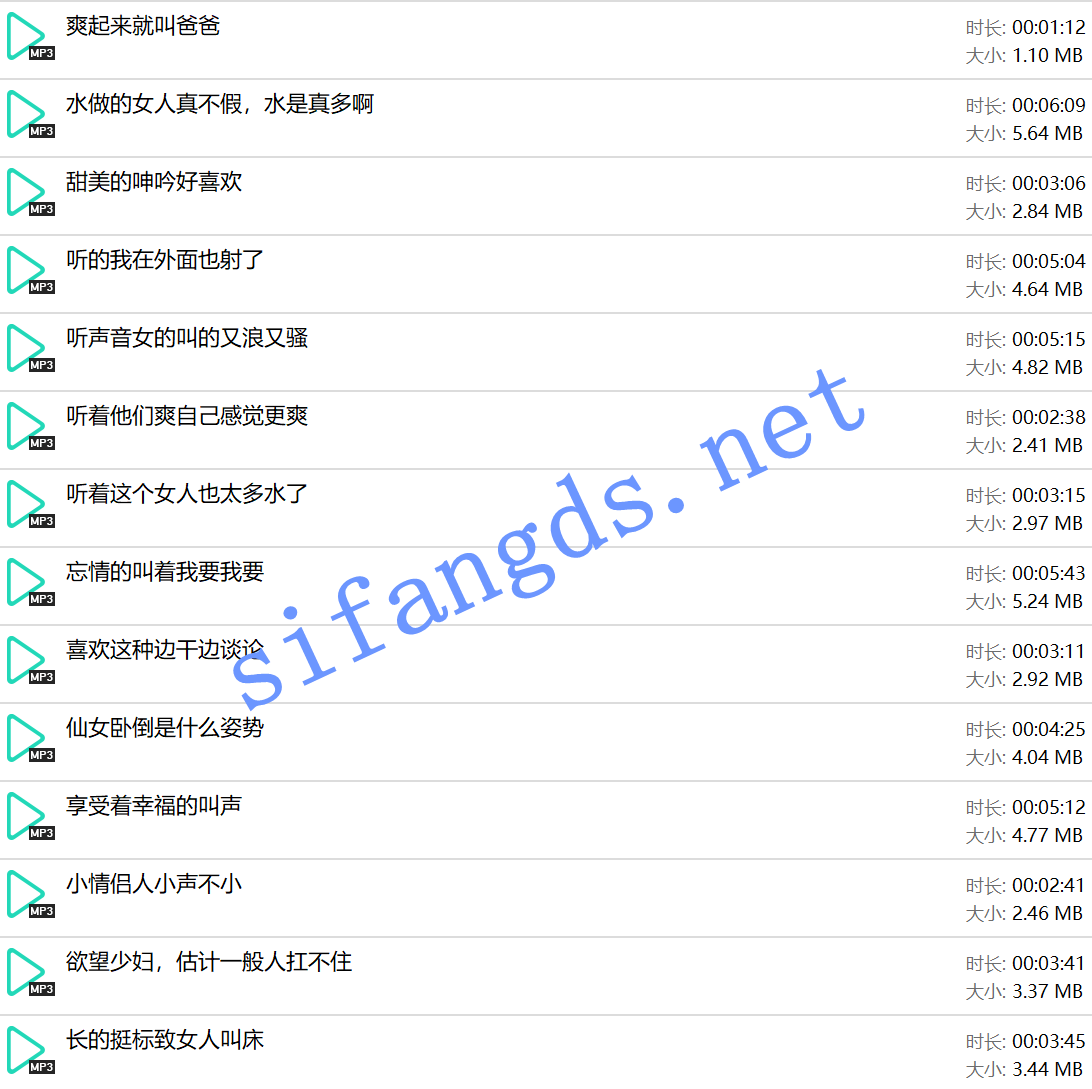 爽起来就叫爸爸
时长: 00:01:12
MP3
大小: 1.10 MB
水做的女人真不假，水是真多啊
时长: 00:06:09
MP3
大小: 5.64 MB
甜美的呻吟好喜欢
时长: 00:03:06
MP3
大小: 2.84 MB
听的我在外面也射了
时长: 00:05:04
MP3
大小: 4.64 MB
听声音女的叫的又浪又骚
时长: 00:05:15
MP3
大小: 4.82 MB
听着他们爽自己感觉更爽
时长: 00:02:38
MP3
大小: 2.41 MB
听着这个女人也太多水了
时长: 00:03:15
MP3
大小: 2.97 MB
忘情的叫着我要我要
时长: 00:05:43
MP3
大小: 5.24 MB
喜欢这种边干边谈论
时长: 00:03:11
MP3
大小: 2.92 MB
仙女卧倒是什么姿势
时长: 00:04:25
MP3
大小: 4.04 MB
享受着幸福的叫声
时长: 00:05:12
MP3
大小: 4.77 MB
小情侣人小声不小
时长: 00:02:41
MP3
大小: 2.46 MB
欲望少妇，估计一般人扛不住
时长: 00:03:41
MP3
大小: 3.37 MB
长的挺标致女人叫床
时长: 00:03:45
MP3
大小: 3.44 MB
sifangds.net